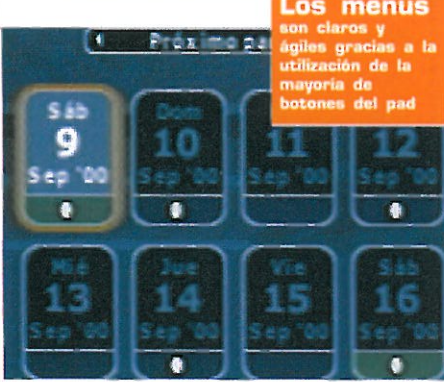 Los menús
son claros y
ágiles gracias a la
utilización de la
mayoría de
botones del pad
Próximo
Sáb
9
Sep '00
Dom
10
Sep '00
11
Sep '00
12
Sep '00
Mié
13
Sep '00
Jue
14
Sep '00
Vie
15
Sep '00
Sáb
16
Sep '00